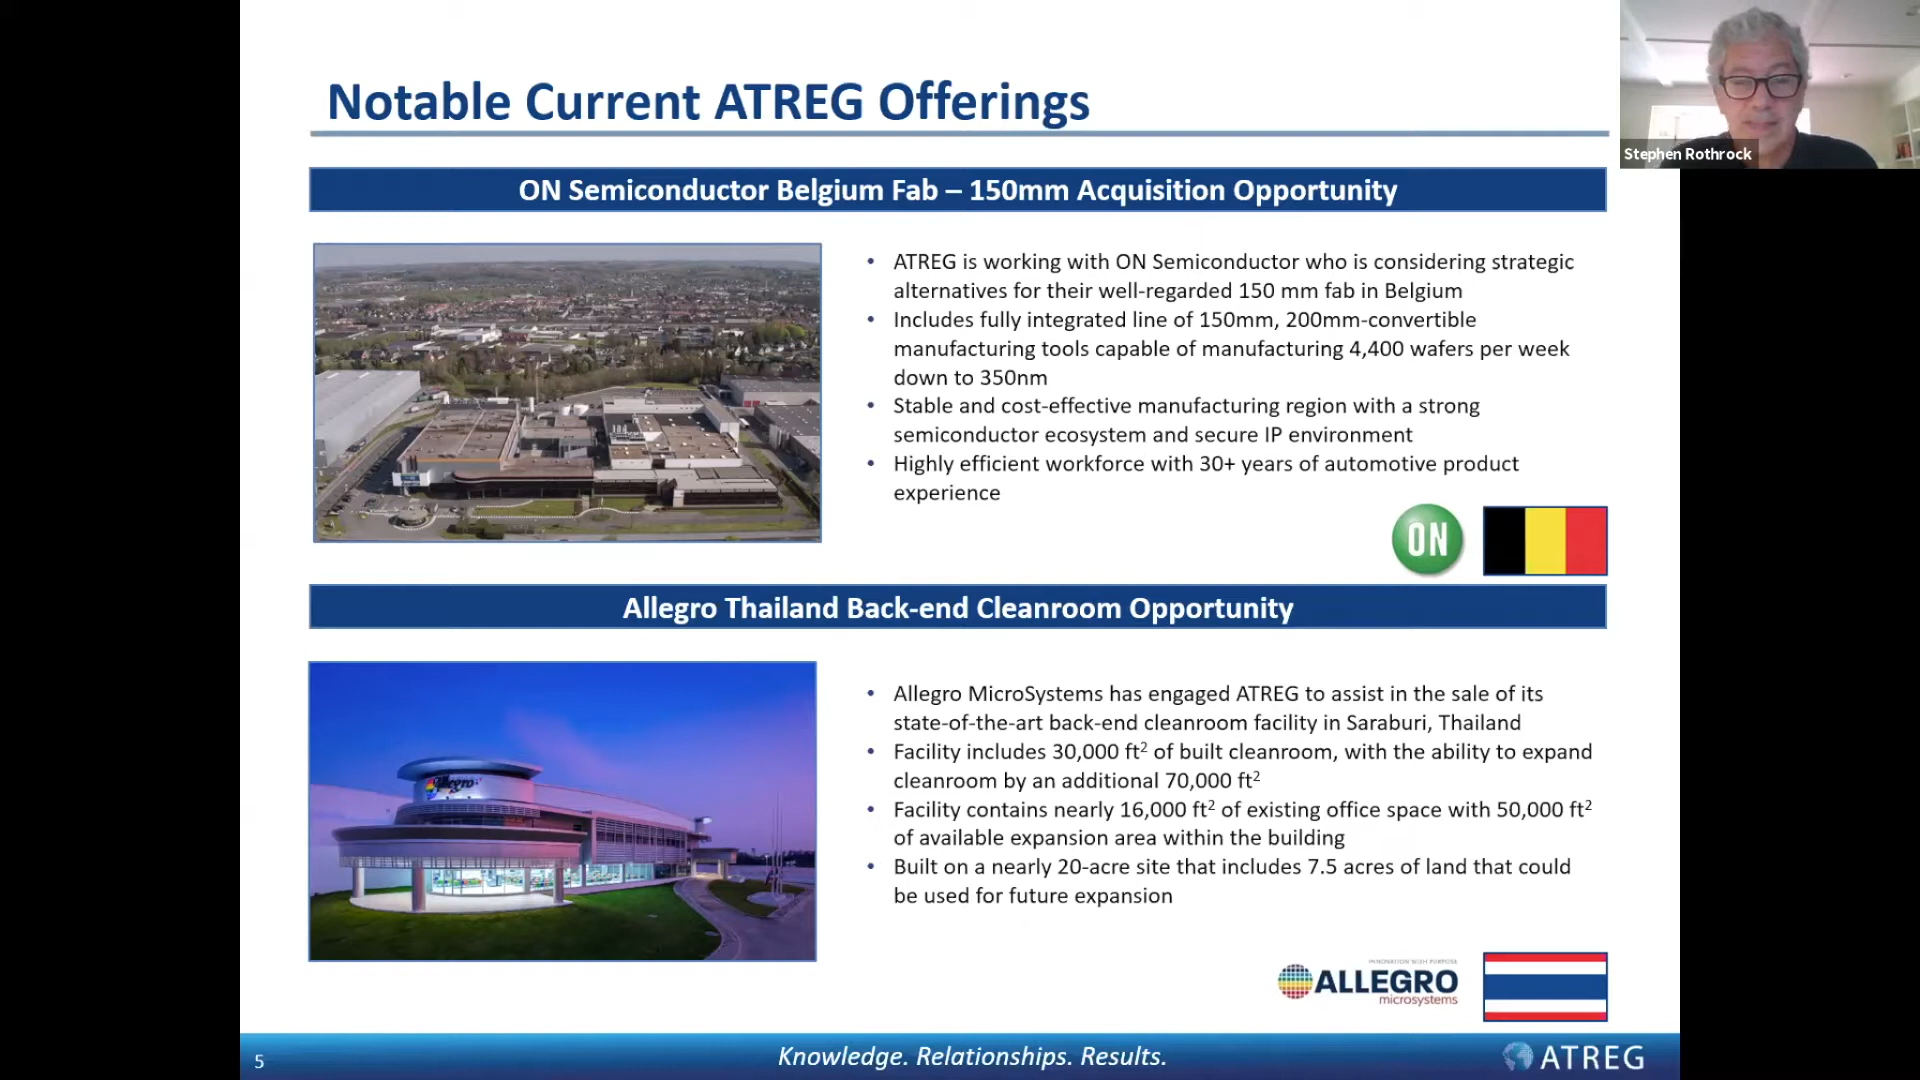 Notable Current ATREG Offerings
Stephen Rothrock
ON Semiconductor Belgium Fab – 150mm Acquisition Opportunity
• ATREG is working with ON Semiconductor who is considering strategic
alternatives for their well-regarded 150 mm fab in Belgium
• Includes fully integrated line of 150mm, 200mm-convertible
manufacturing tools capable of manufacturing 4,400 wafers per week
down to 350nm
• Stable and cost-effective manufacturing region with a strong
semiconductor ecosystem and secure IP environment
• Highly efficient workforce with 30+ years of automotive product
experience
ON
Allegro Thailand Back-end Cleanroom Opportunity
Allegro
• Allegro MicroSystems has engaged ATREG to assist in the sale of its
state-of-the-art back-end cleanroom facility in Saraburi, Thailand
• Facility includes 30,000 ft² of built cleanroom, with the ability to expand
cleanroom by an additional 70,000 ft²
• Facility contains nearly 16,000 ft² of existing office space with 50,000 ft²
of available expansion area within the building
• Built on a nearly 20-acre site that includes 7.5 acres of land that could
be used for future expansion
INNOVATION WITH PURPOSE
ALLEGRO
microsystems
5
Knowledge. Relationships. Results.
ATREG